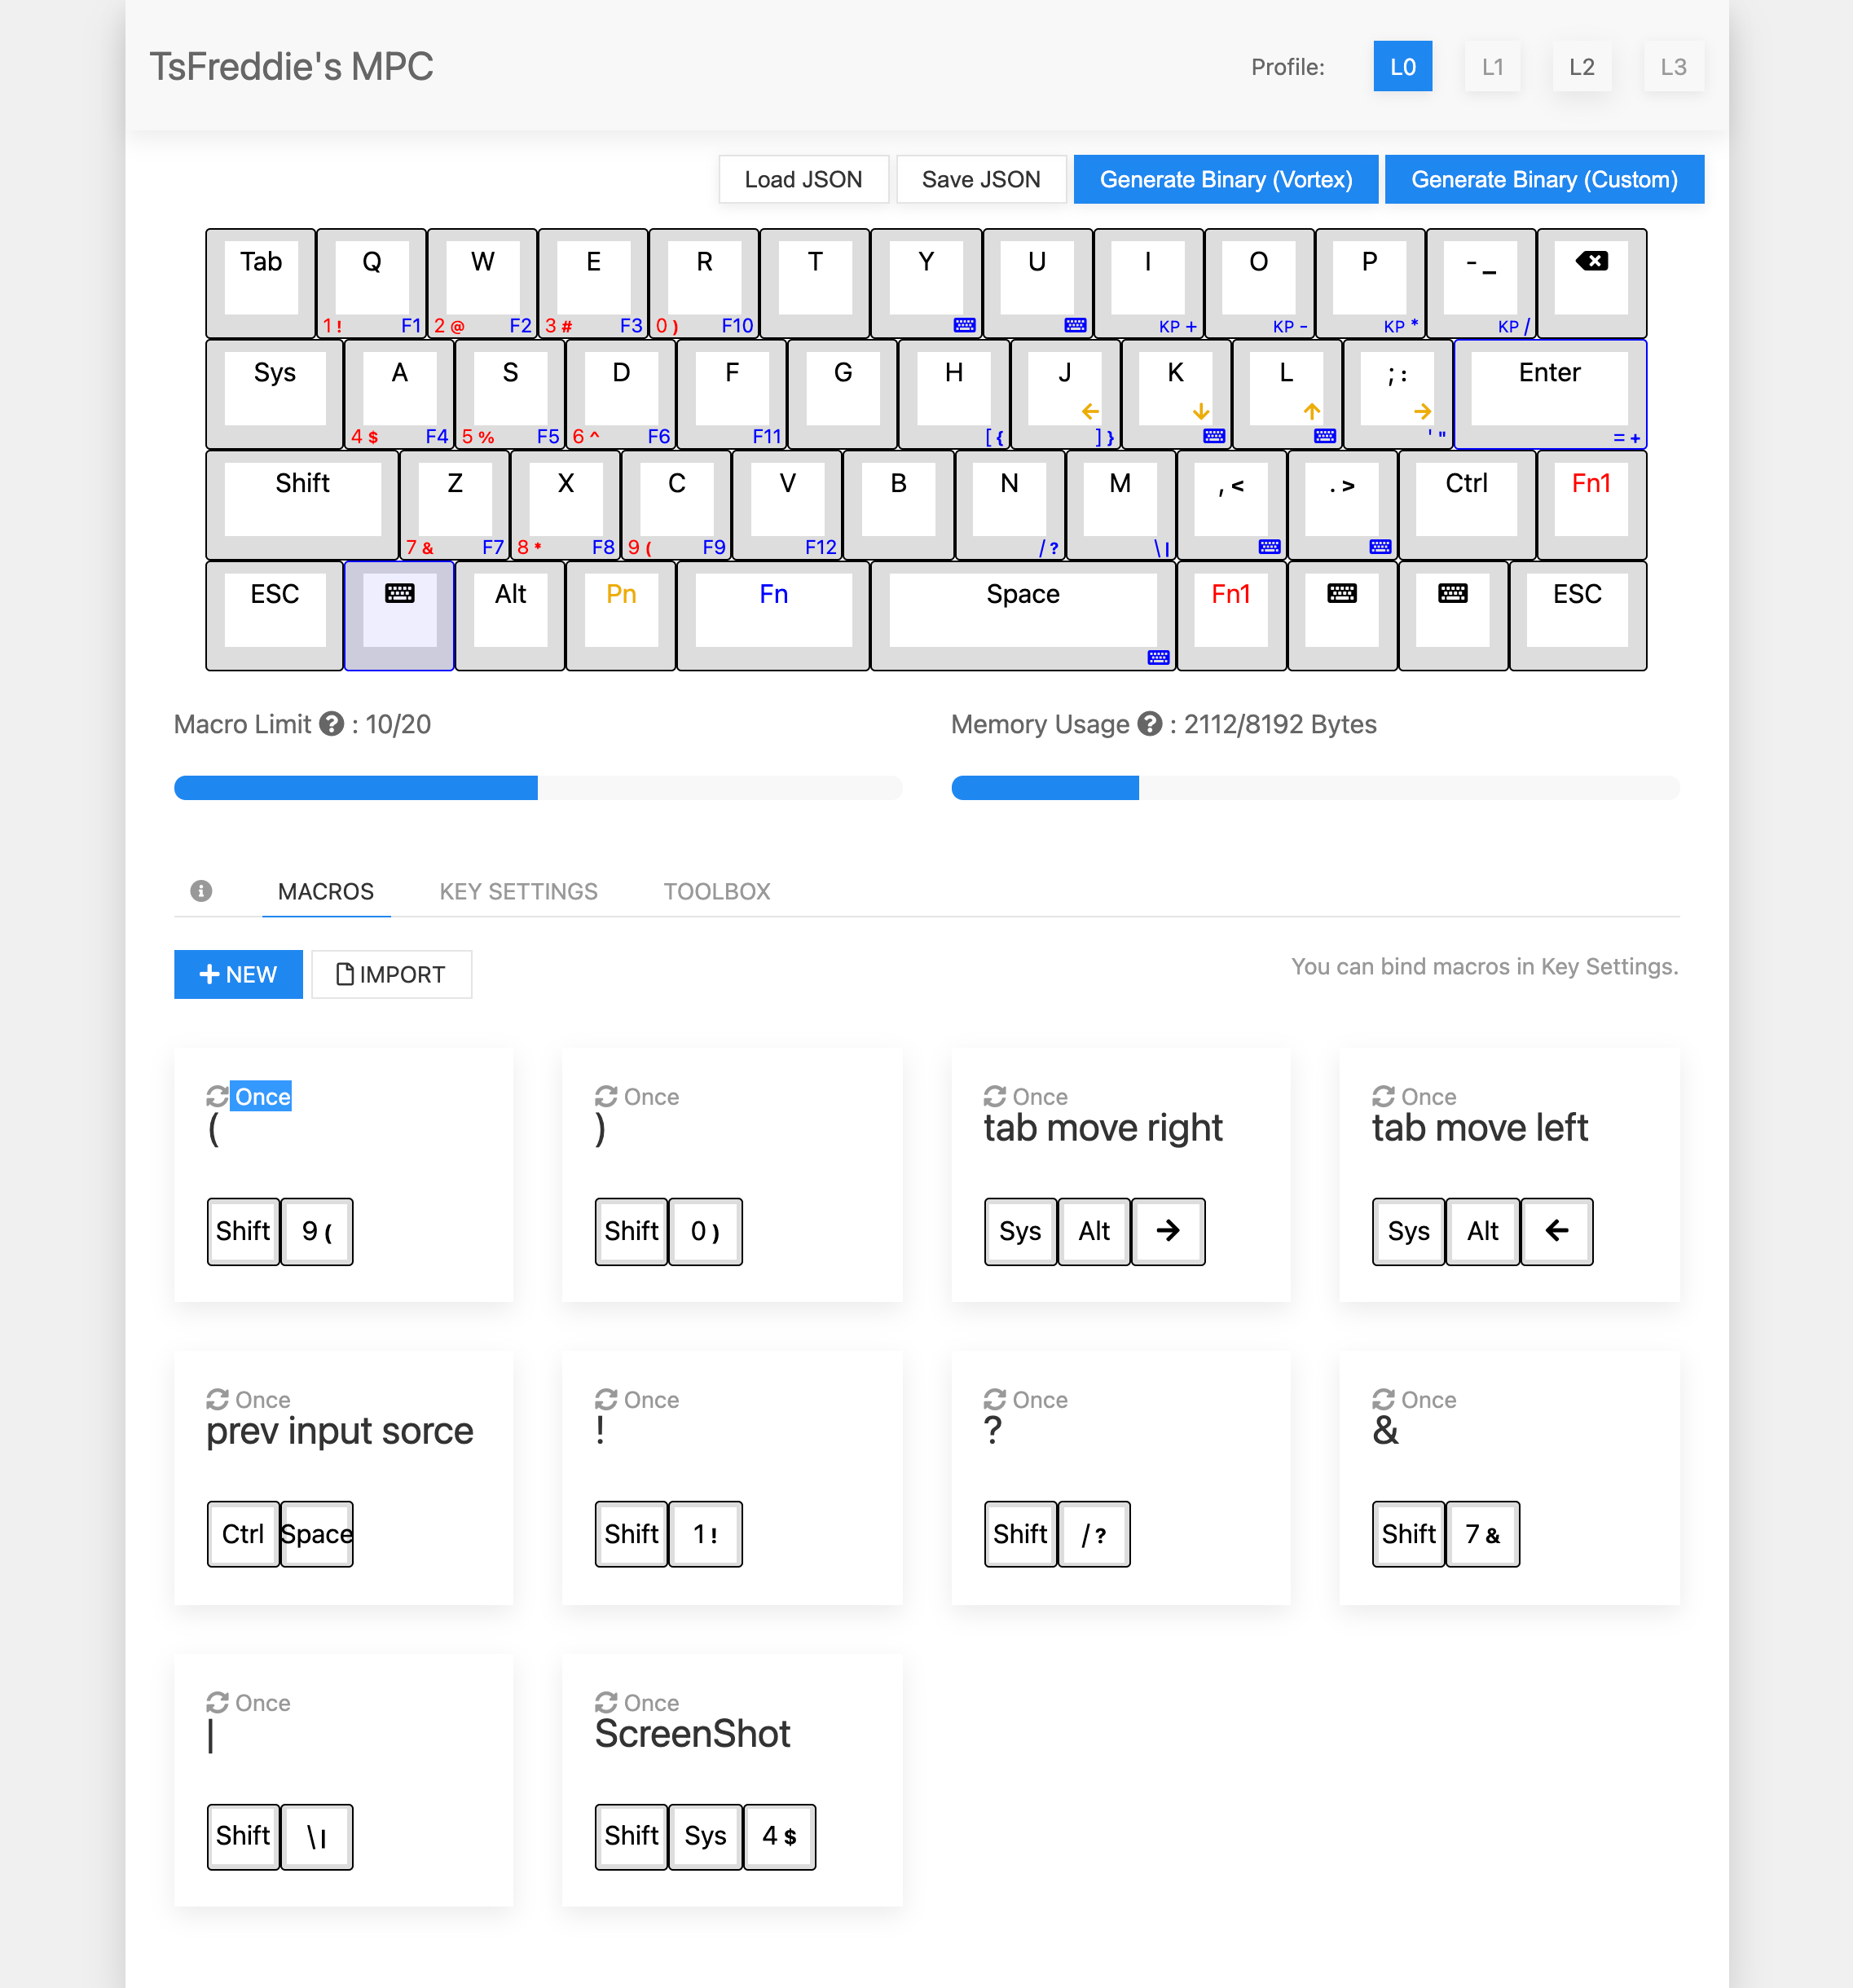 TsFreddie's MPC Profile: L0 L1 L2 L3
Load JSON Save JSON Generate Binary (Vortex) Generate Binary (Custom)
Tab Q W E R T Y U I O P - _
1 ! F1 2 @ F2 3 # F3 0 ) F10 KP + KP - KP * KP /
Sys A S D F G H J K L ; : Enter
← ↓ ↑ →
4 $ F4 5 % F5 6 ^ F6 F11 [ { ] } ' " = +
Shift Z X C V B N M , < . > Ctrl Fn1
7 & F7 8 * F8 9 ( F9 F12 / ? \ |
ESC Alt Pn Fn Space Fn1 ESC
Macro Limit ? : 10/20 Memory Usage ? : 2112/8192 Bytes
MACROS KEY SETTINGS TOOLBOX
+ NEW IMPORT You can bind macros in Key Settings.
Once Once Once Once
( ) tab move right tab move left
Shift 9 ( Shift 0 ) Sys Alt → Sys Alt ←
Once Once Once Once
prev input sorce ! ? &
Ctrl Space Shift 1 ! Shift / ? Shift 7 &
Once Once
| ScreenShot
Shift \ | Shift Sys 4 $